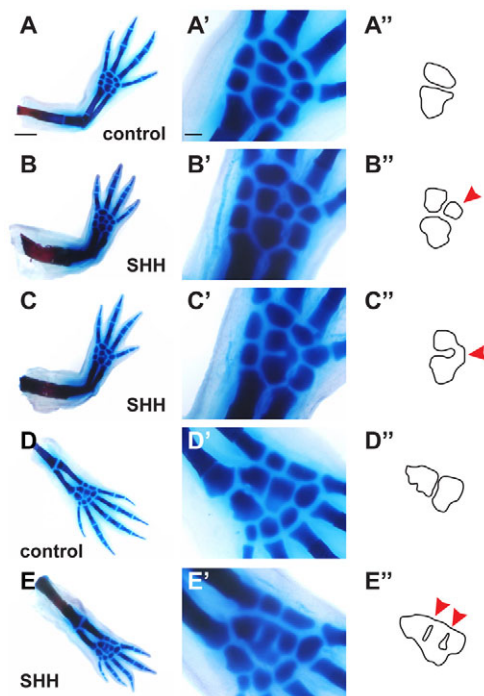 A A' A"
control
B B' B"
SHH
C C' C"
SHH
D D' D"
control
E E' E"
SHH